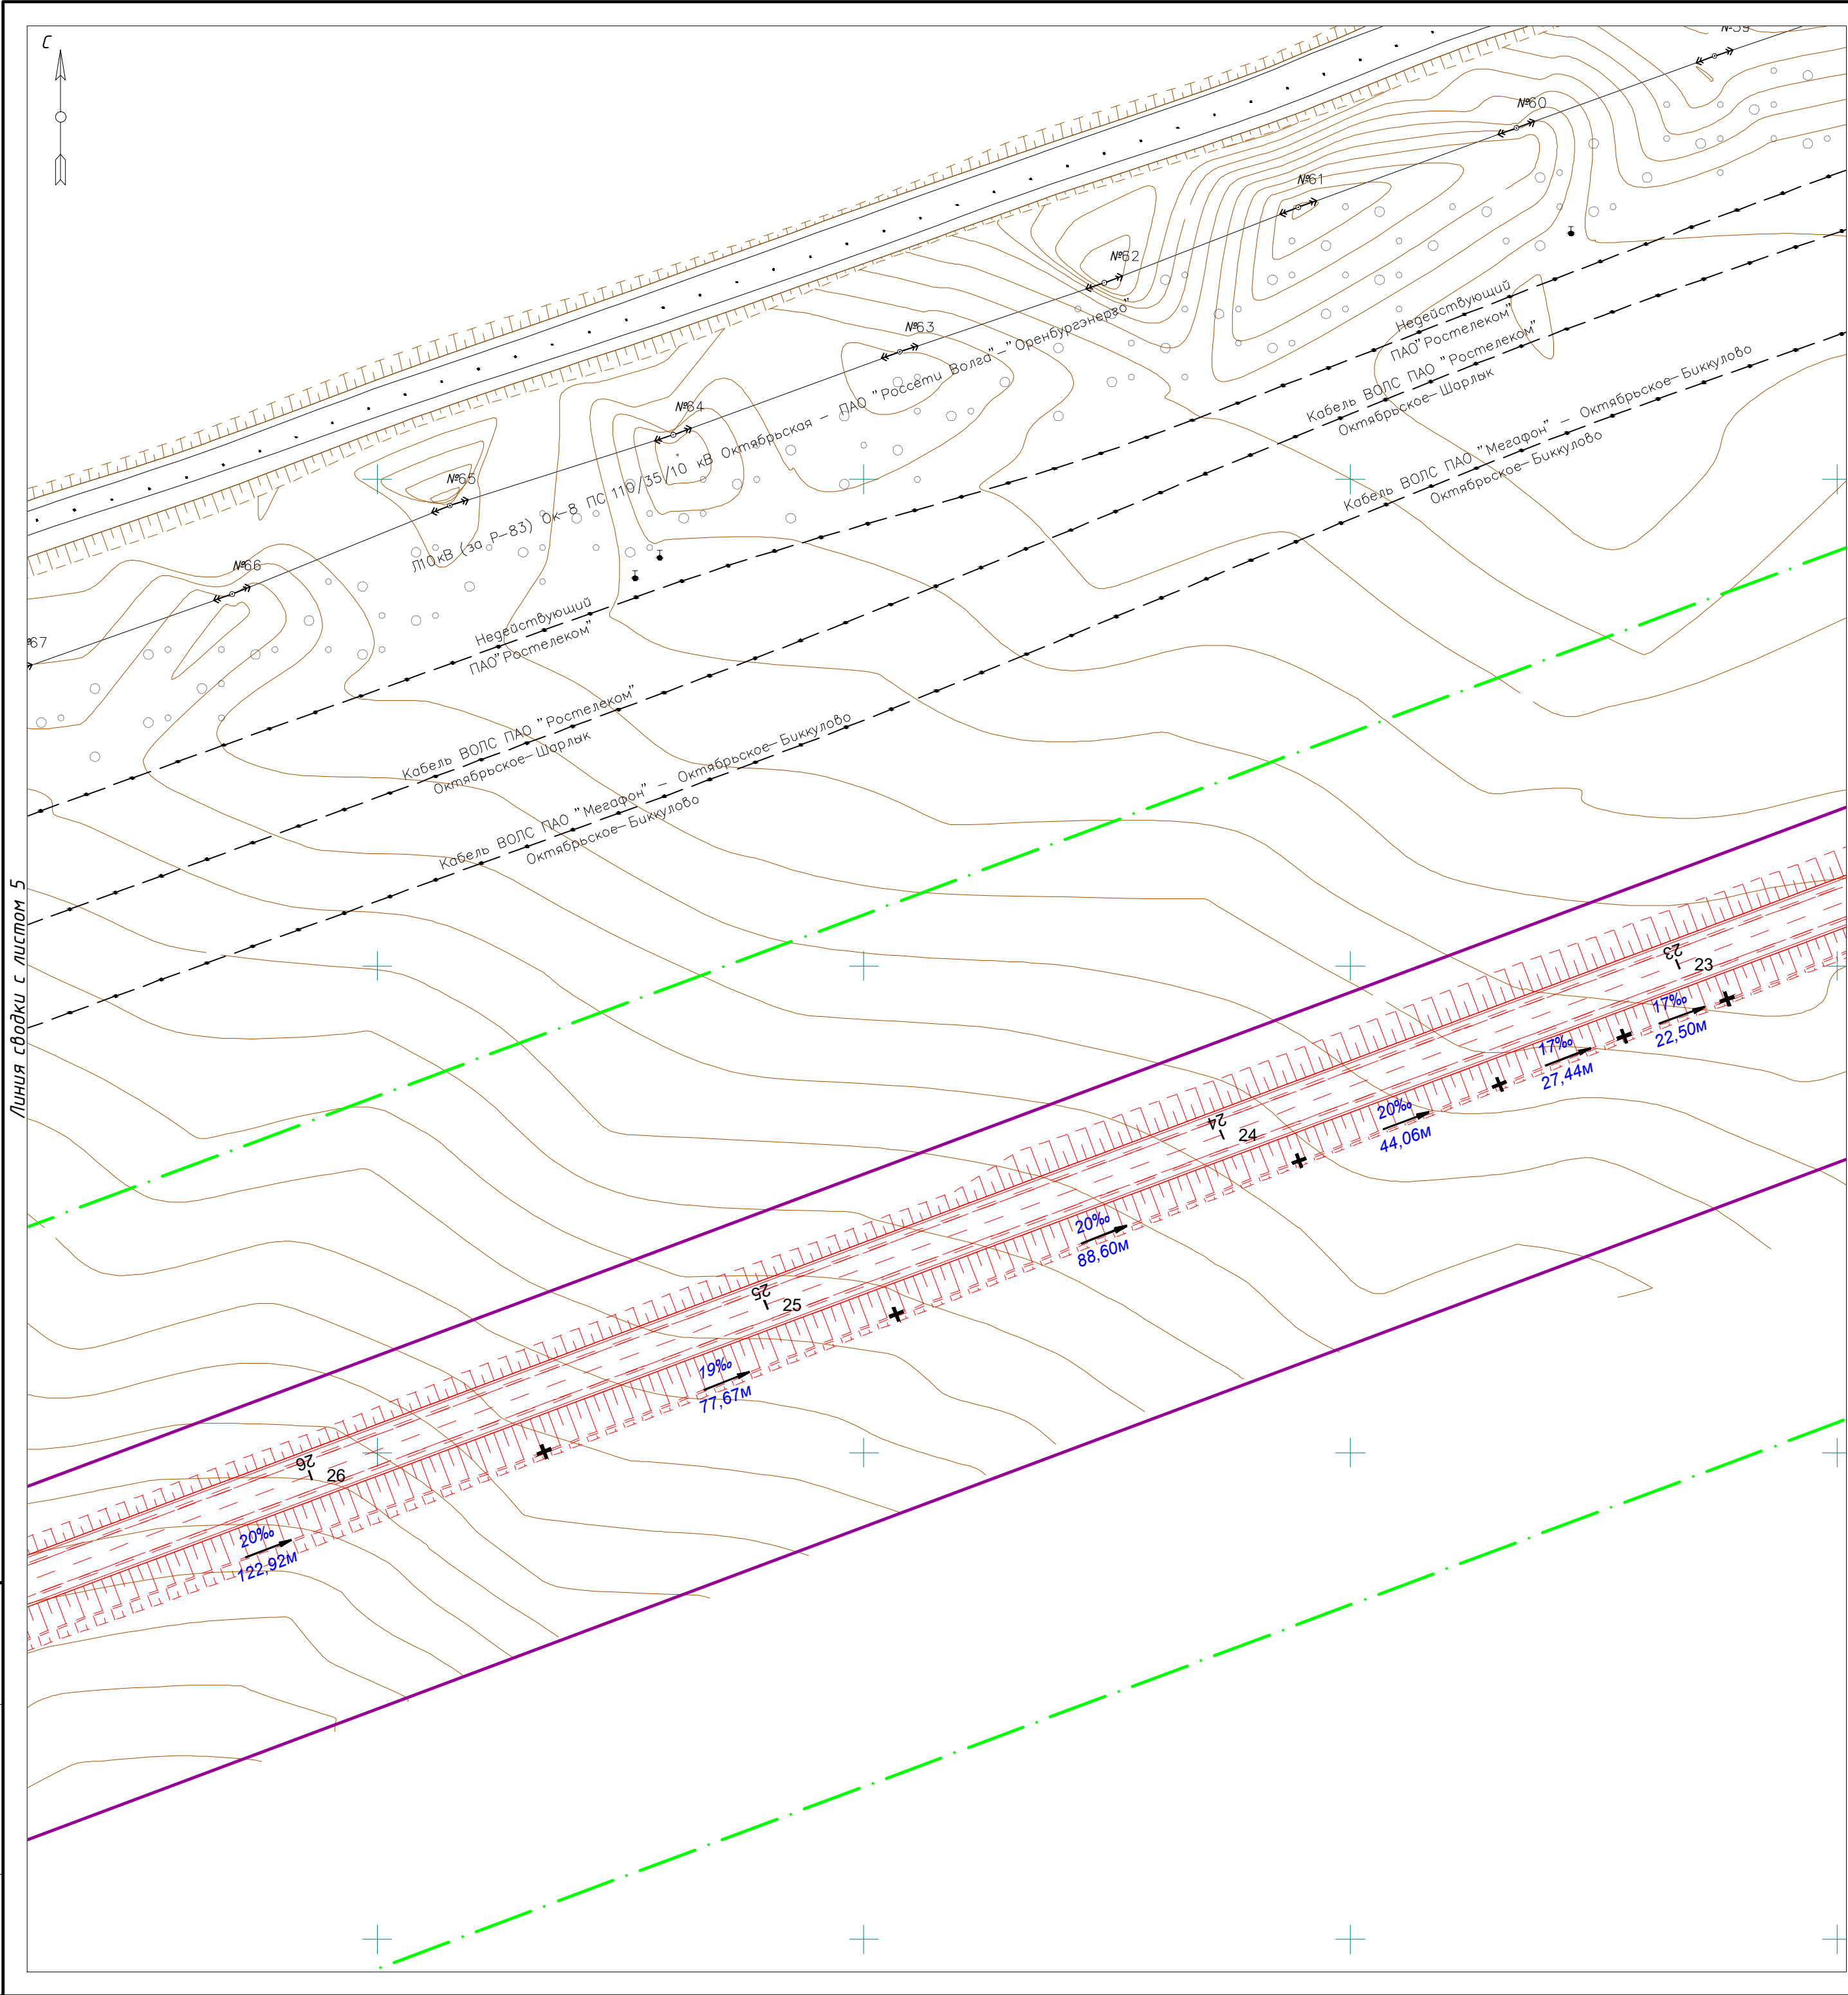 С
№59
№60
№61
№62
№63
№64
№65
№66
№67
Л10кВ (за Р-83) Ок-8 ПС 110/35/10 кВ Октябрьская - ПАО "Россети Волга"-"Оренбургэнерго"
Недействующий
ПАО"Ростелеком"
Кабель ВОЛС ПАО "Ростелеком"
Октябрьское-Шарлык
Кабель ВОЛС ПАО "Мегафон" - Октябрьское-Биккулово
Октябрьское-Биккулово
Недействующий
ПАО"Ростелеком"
Кабель ВОЛС ПАО "Ростелеком"
Октябрьское-Шарлык
Кабель ВОЛС ПАО "Мегафон" - Октябрьское-Биккулово
Октябрьское-Биккулово
Линия сводки с листом 5
23
23
17‰
22,50м
17‰
27,44м
24
24
20‰
44,06м
20‰
88,60м
25
25
19‰
77,67м
26
26
20‰
122,92м